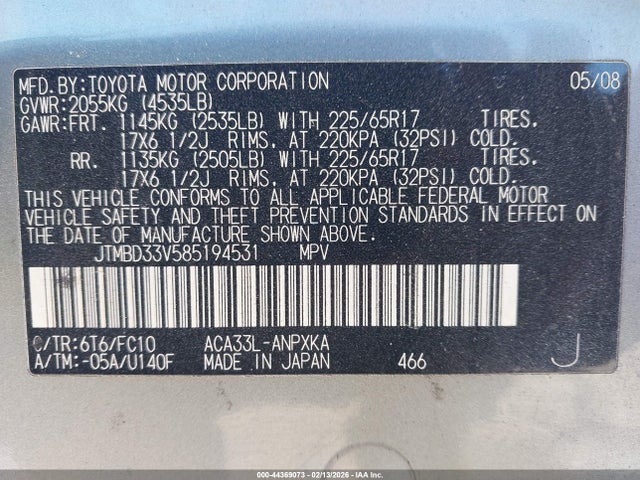 MFD.BY:TOYOTA MOTOR CORPORATION 05/08
GVWR:2055KG (4535LB)
GAWR:FRT. 1145KG (2535LB) WITH 225/65R17 TIRES.
17X6 1/2J RIMS. AT 220KPA (32PSI) COLD.
RR. 1135KG (2505LB) WITH 225/65R17 TIRES.
17X6 1/2J RIMS. AT 220KPA (32PSI) COLD.
THIS VEHICLE CONFORMS TO ALL APPLICABLE FEDERAL MOTOR
VEHICLE SAFETY AND THEFT PREVENTION STANDARDS IN EFFECT ON
THE DATE OF MANUFACTURE SHOWN ABOVE.
JTMBD33V585194531 MPV
C/TR:6T6/FC10 ACA33L-ANPXKA
A/TM:-05A/U140F MADE IN JAPAN 466 J
000-44369073 - 02/13/2026 - IAA Inc.